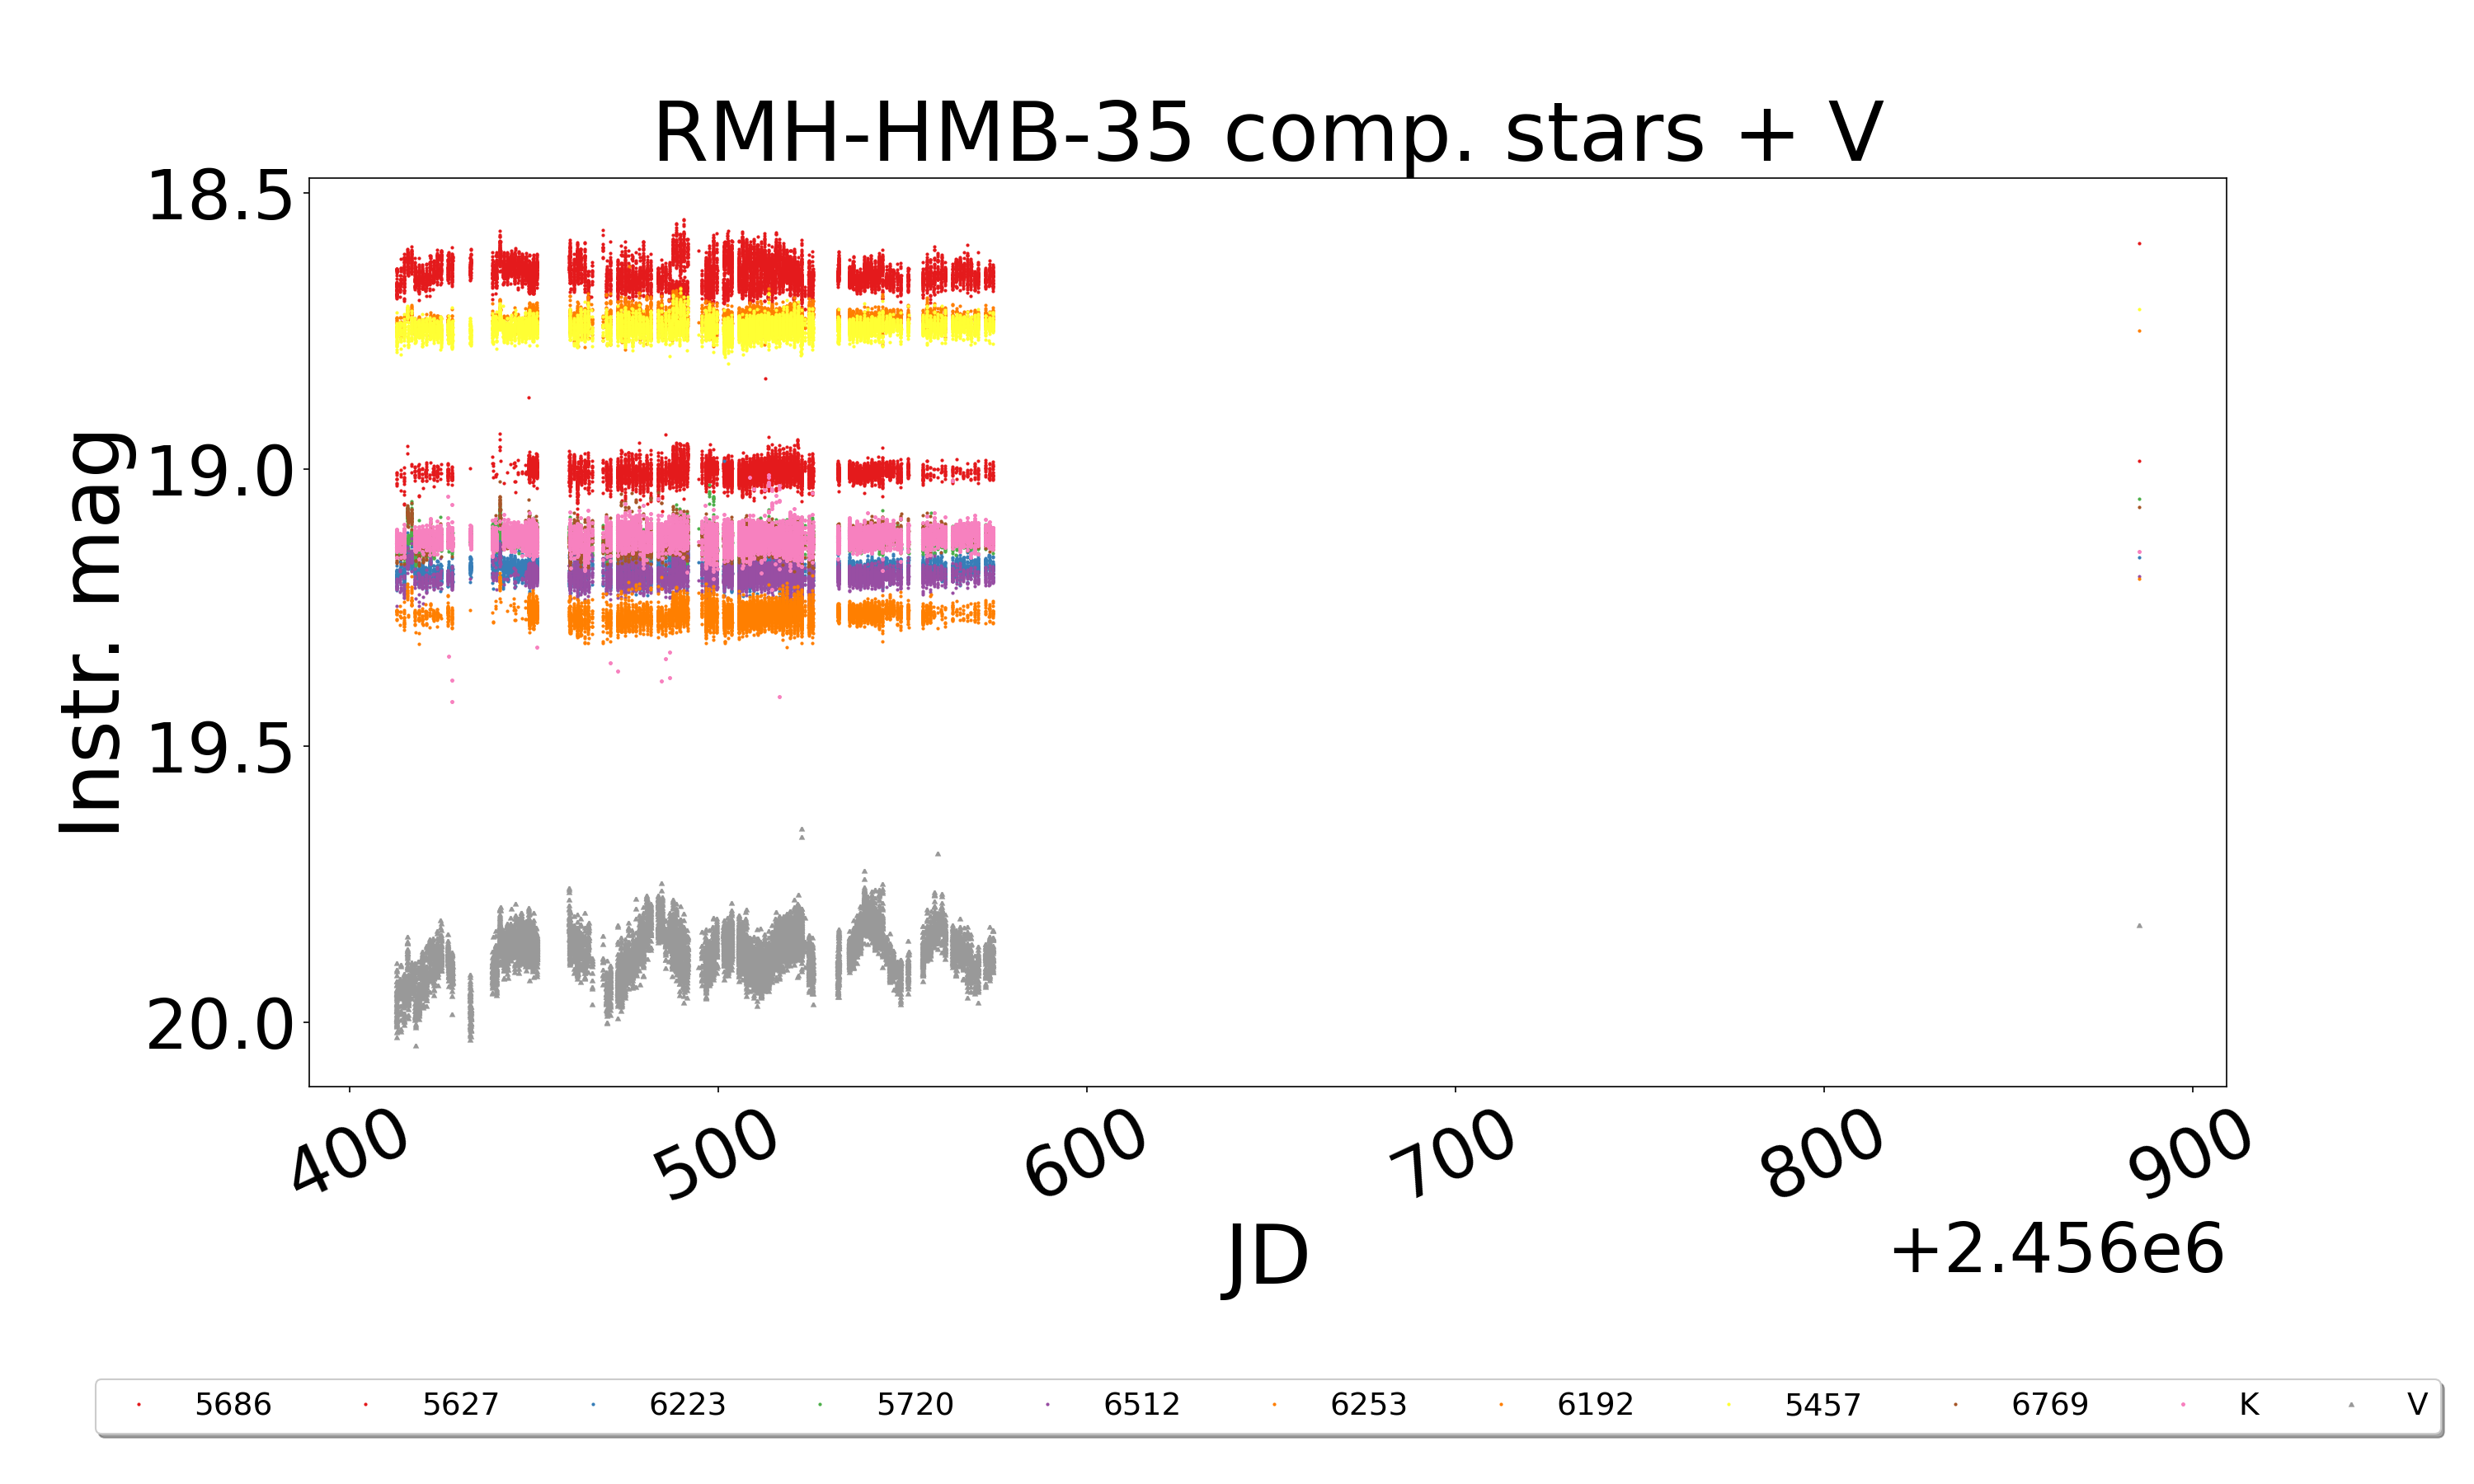 RMH-HMB-35 comp. stars + V
Instr. mag
18.5
19.0
19.5
20.0
400
500
600
700
800
900
JD
+2.456e6
5686 5627 6223 5720 6512 6253 6192 5457 6769 K V